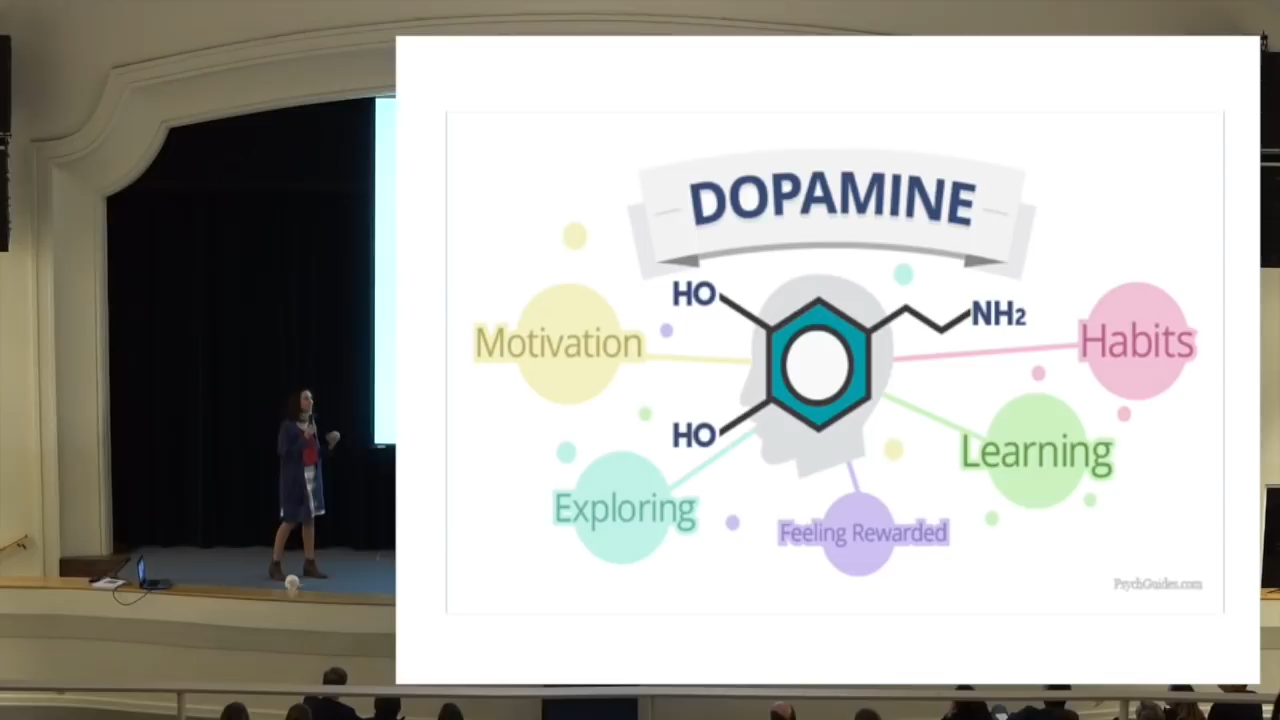 DOPAMINE
HO
NH2
Motivation
Habits
HO
Learning
Exploring
Feeling Rewarded
PsychGuides.com